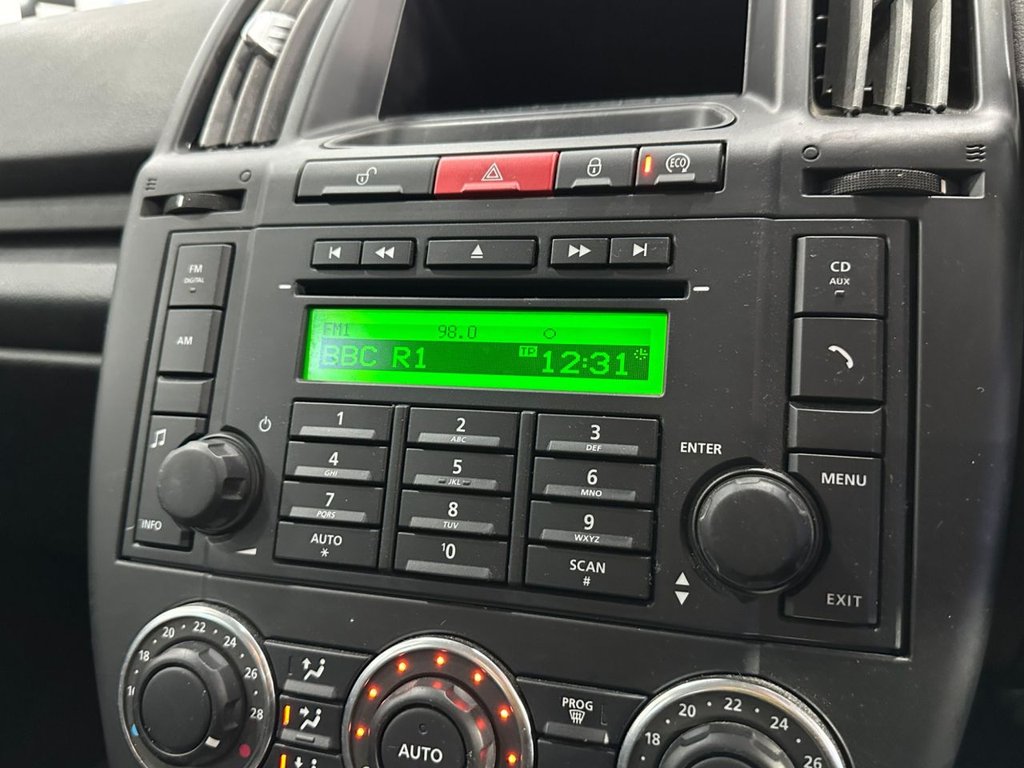 ECO
FM
DIGITAL
CD
AUX
FM1 98.0
BBC R1 TP 12:31
AM
1
2 ABC
3 DEF
ENTER
4 GHI
5 JKL
6 MNO
MENU
7 PQRS
8 TUV
9 WXYZ
INFO
AUTO *
0
SCAN #
EXIT
18 20 22 24 26 28
PROG
AUTO
18 20 22 24 26